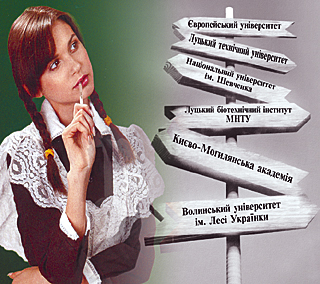 Європейський університет
Луцький технічний університет
Національний університет
ім. Шевченка
Луцький біотехнічний інститут
МНТУ
Києво-Могилянська академія
Волинський університет
ім. Лесі Українки